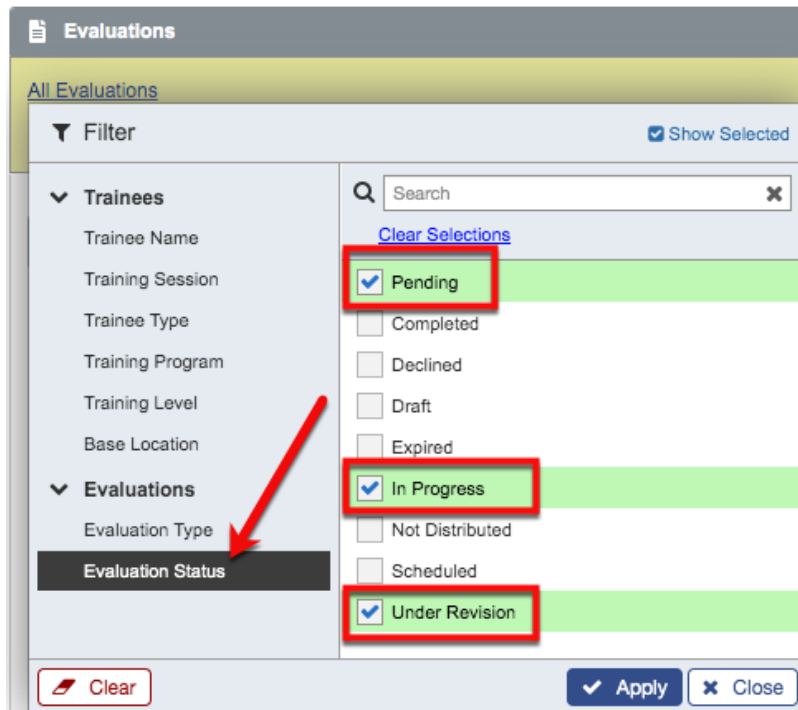 Evaluations
All Evaluations
Filter
Show Selected
Trainees
Trainee Name
Training Session
Trainee Type
Training Program
Training Level
Base Location
Evaluations
Evaluation Type
Evaluation Status
Search
Clear Selections
Pending
Completed
Declined
Draft
Expired
In Progress
Not Distributed
Scheduled
Under Revision
Clear
Apply
Close